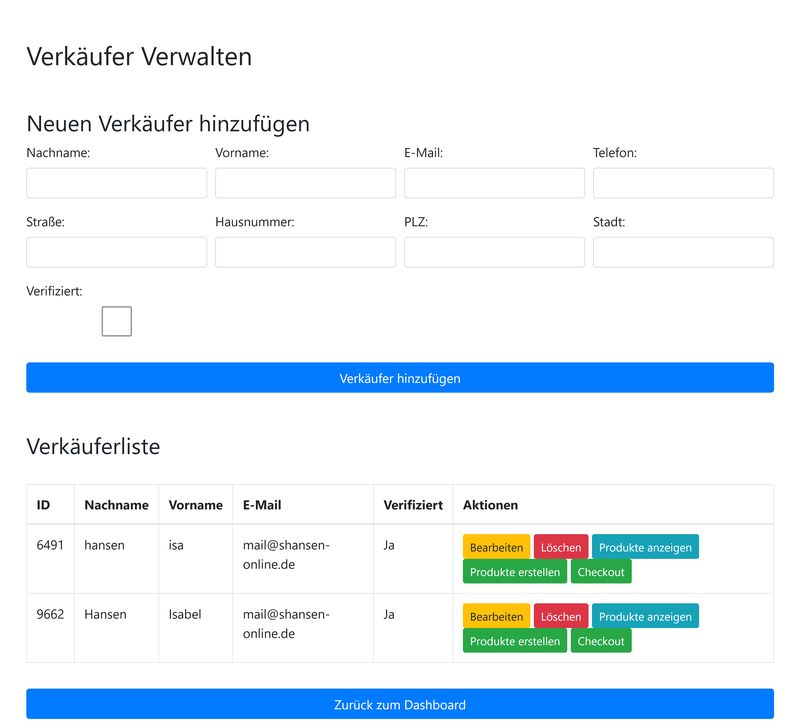 Verkäufer Verwalten
Neuen Verkäufer hinzufügen
Nachname: Vorname: E-Mail: Telefon:
Straße: Hausnummer: PLZ: Stadt:
Verifiziert:
Verkäufer hinzufügen
Verkäuferliste
ID Nachname Vorname E-Mail Verifiziert Aktionen
6491 hansen isa mail@shansen-online.de Ja Bearbeiten Löschen Produkte anzeigen
Produkte erstellen Checkout
9662 Hansen Isabel mail@shansen-online.de Ja Bearbeiten Löschen Produkte anzeigen
Produkte erstellen Checkout
Zurück zum Dashboard